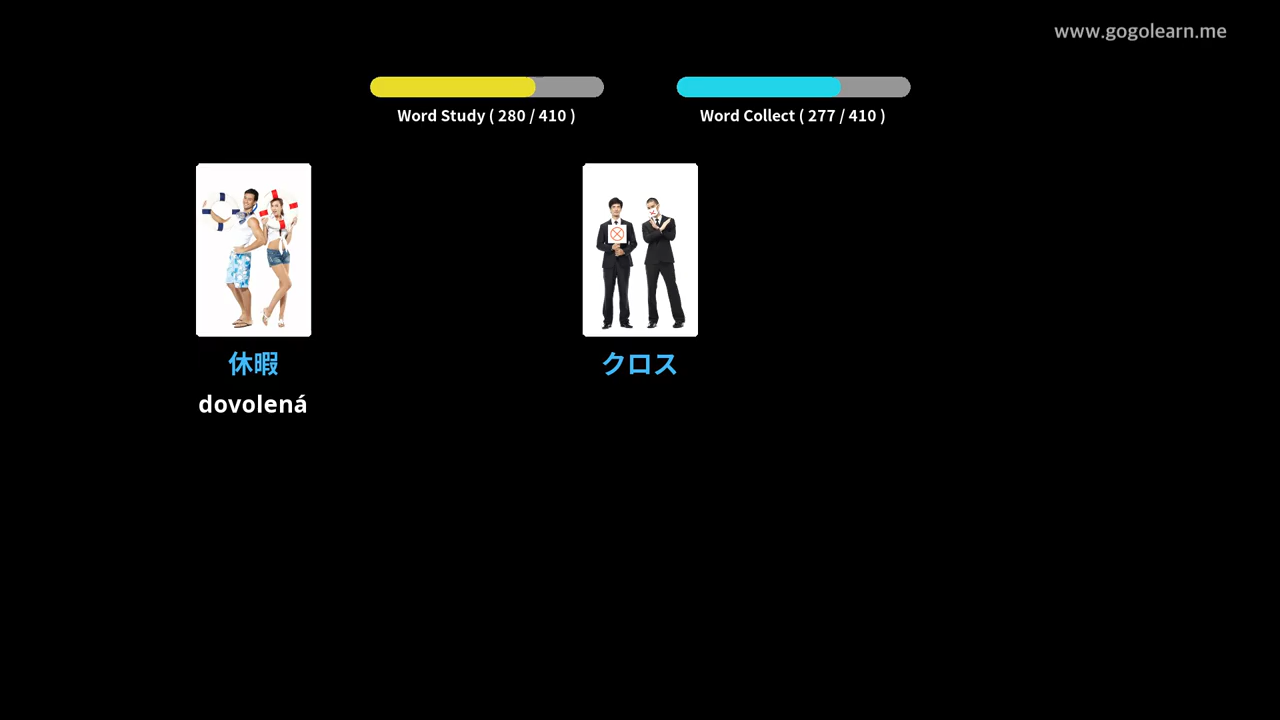 www.gogolearn.me
Word Study ( 280 / 410 )
Word Collect ( 277 / 410 )
休暇
クロス
dovolená